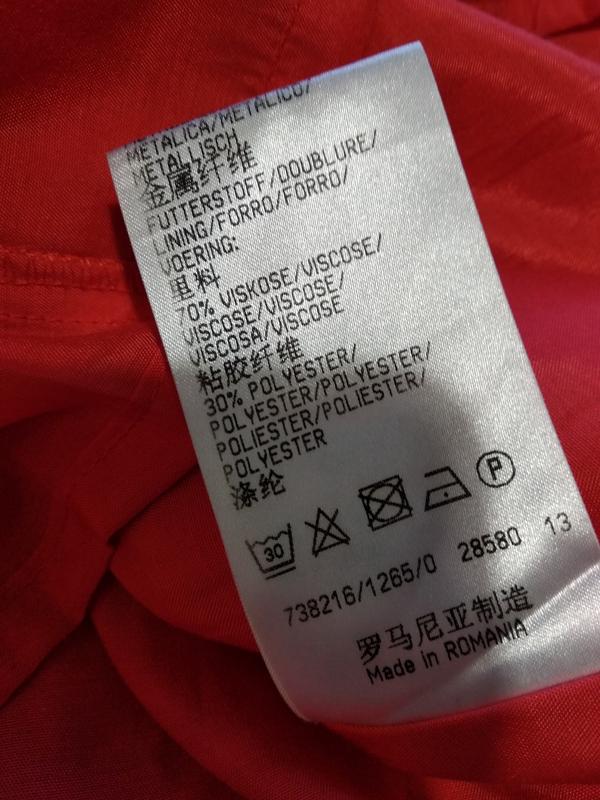 METALICA/METALICO/
METALLISCH
金属纤维
FUTTERSTOFF/DOUBLURE/
LINING/FORRO/FORRO/
VOERING:
里料
70% VISKOSE/VISCOSE/
VISCOSE/VISCOSE/
VISCOSA/VISCOSE
粘胶纤维
30% POLYESTER/
POLYESTER/POLYESTER/
POLIESTER/POLIESTER/
POLYESTER
涤纶
30
P
738216/1265/0 28580 13
罗马尼亚制造
Made in ROMANIA